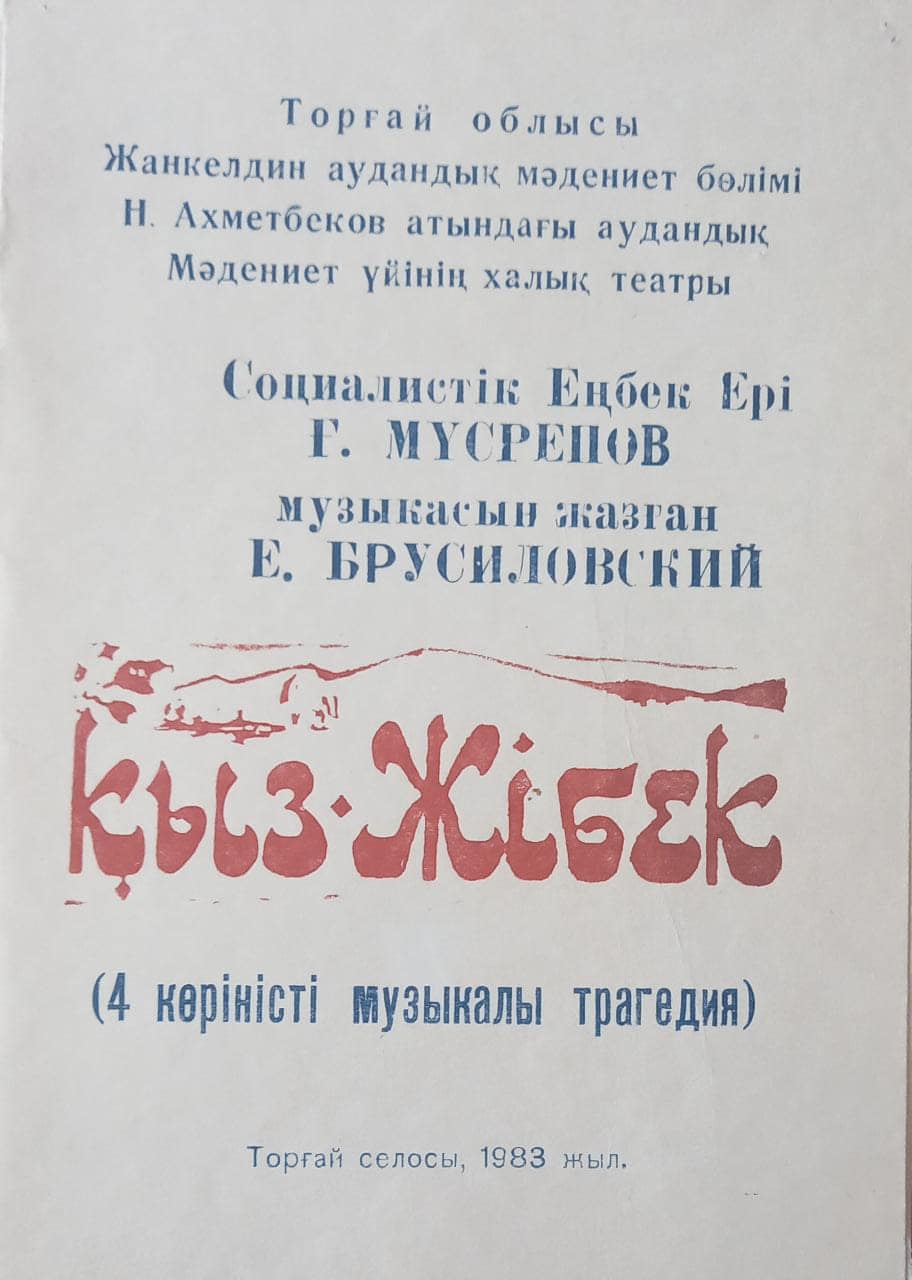 Торғай облысы
Жанкелдин аудандық мәдениет бөлімі
Н. Ахметбеков атындағы аудандық
Мәдениет үйінің халық театры
Социалистік Еңбек Ері
Ғ. МҮСРЕПОВ
музыкасын жазған
Е. БРУСИЛОВСКИЙ
Қыз-Жібек
(4 көріністі музыкалы трагедия)
Торғай селосы, 1983 жыл.